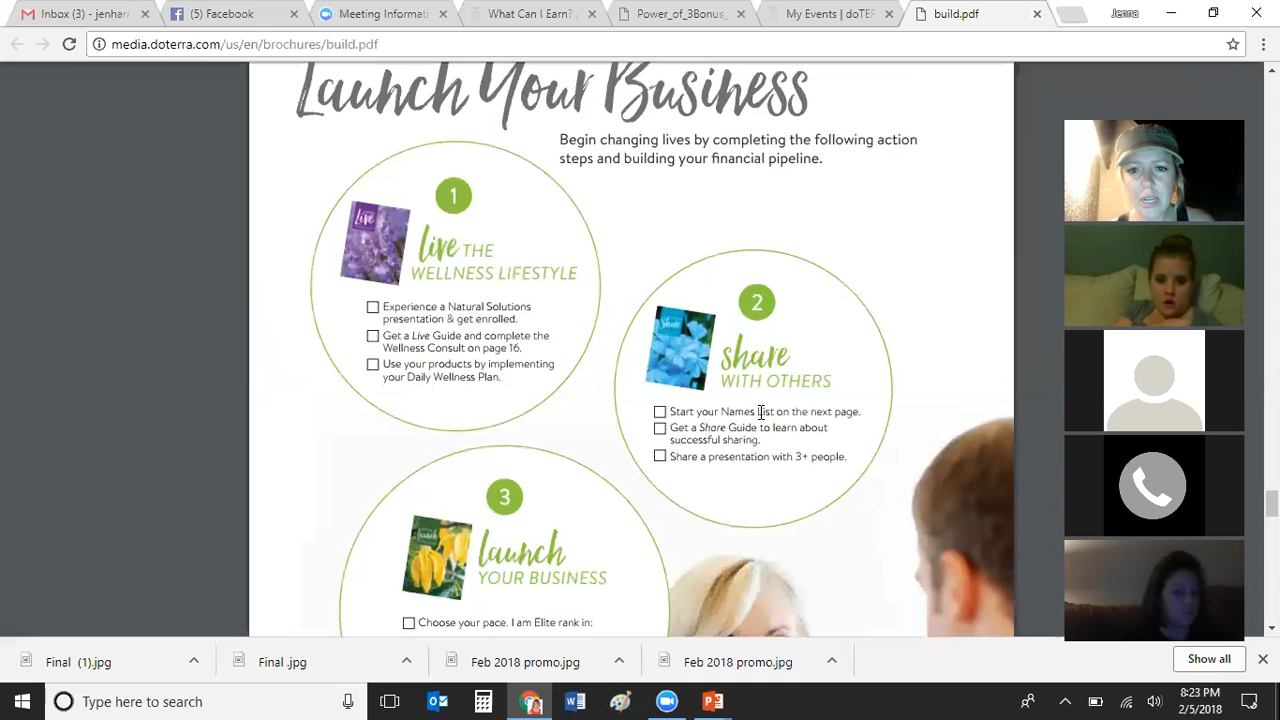 Inbox (3) - jenhar
(5) Facebook
Meeting Informati
What Can I Earn?
Power_of_3Bonus_
My Events | doTEF
build.pdf
Jenna
media.doterra.com/us/en/brochures/build.pdf
Launch Your Business
Begin changing lives by completing the following action
steps and building your financial pipeline.
1
Live
live THE
WELLNESS LIFESTYLE
Experience a Natural Solutions
presentation & get enrolled.
Get a Live Guide and complete the
Wellness Consult on page 16.
Use your products by implementing
your Daily Wellness Plan.
2
Share
share
WITH OTHERS
Start your Names List on the next page.
Get a Share Guide to learn about
successful sharing.
Share a presentation with 3+ people.
3
launch
launch
YOUR BUSINESS
Choose your pace. I am Elite rank in:
Final (1).jpg
Final .jpg
Feb 2018 promo.jpg
Feb 2018 promo.jpg
Show all
Type here to search
8:23 PM
2/5/2018